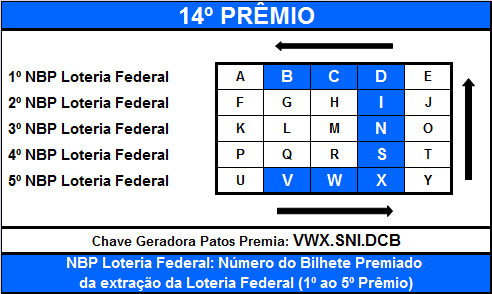 14º PRÊMIO
1º NBP Loteria Federal A B C D E
2º NBP Loteria Federal F G H I J
3º NBP Loteria Federal K L M N O
4º NBP Loteria Federal P Q R S T
5º NBP Loteria Federal U V W X Y
Chave Geradora Patos Premia: VWX.SNI.DCB
NBP Loteria Federal: Número do Bilhete Premiado
da extração da Loteria Federal (1º ao 5º Prêmio)